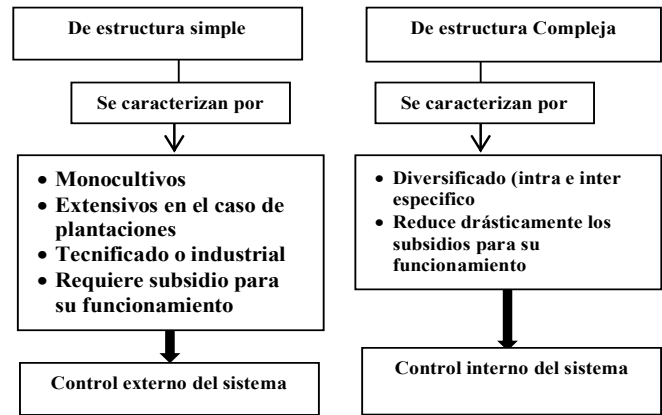 De estructura simple
Se caracterizan por
• Monocultivos
• Extensivos en el caso de
plantaciones
• Tecnificado o industrial
• Requiere subsidio para
su funcionamiento
Control externo del sistema
De estructura Compleja
Se caracterizan por
• Diversificado (intra e inter
especifico
• Reduce drásticamente los
subsidios para su
funcionamiento
Control interno del sistema